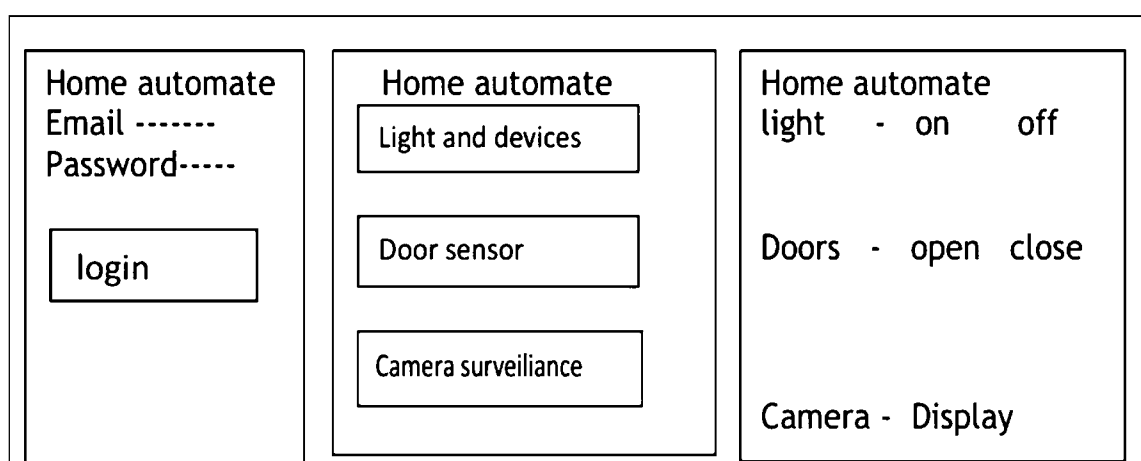 Home automate
Email -------
Password-----
login
Home automate
Light and devices
Door sensor
Camera surveiliance
Home automate
light - on off
Doors - open close
Camera - Display